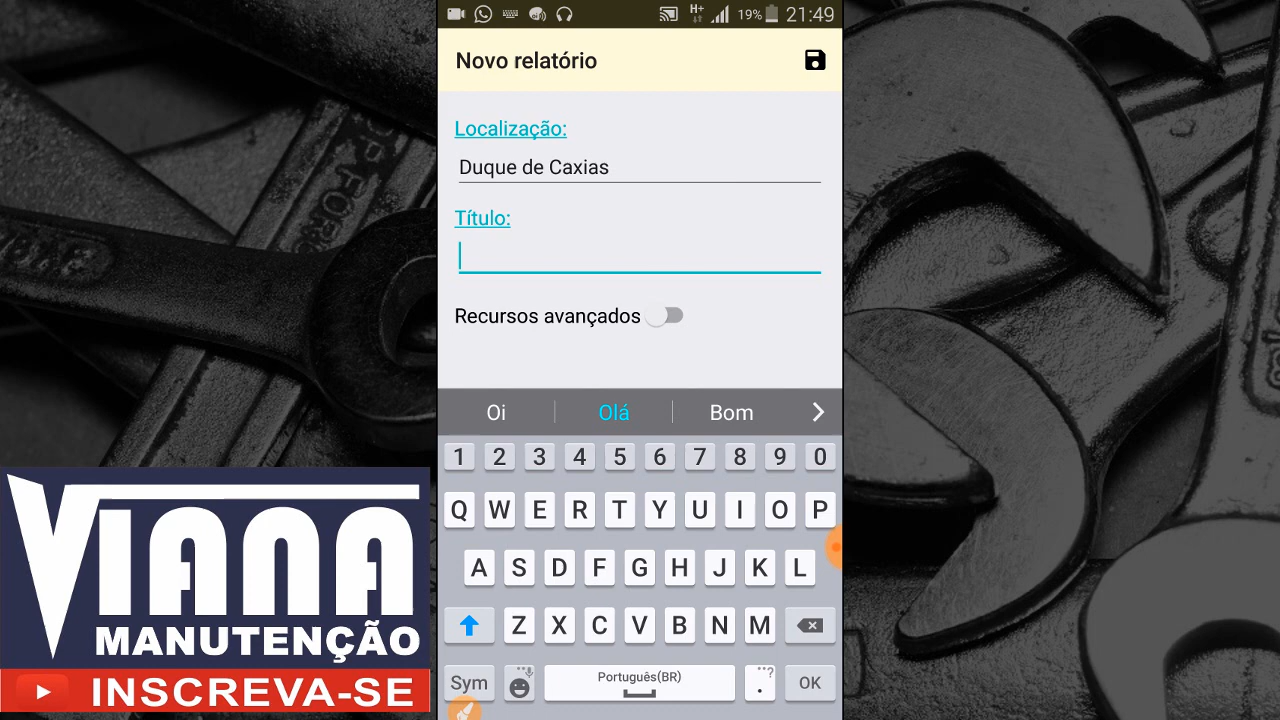 H+ 19% 21:49
Novo relatório
Localização:
Duque de Caxias
Título:
Recursos avançados
Oi Olá Bom
1 2 3 4 5 6 7 8 9 0
Q W E R T Y U I O P
A S D F G H J K L
Z X C V B N M
Sym Português(BR) . ? OK
VIANA
MANUTENÇÃO
INSCREVA-SE